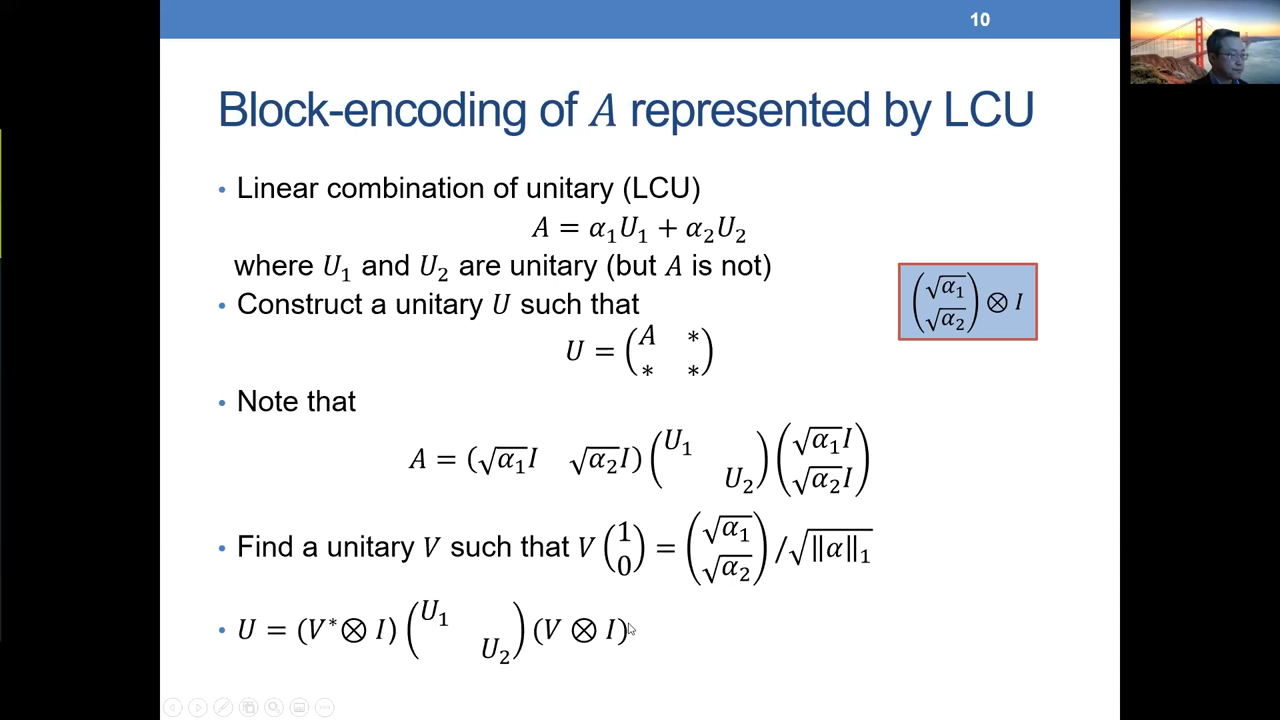 10
Block-encoding of 𝐴 represented by LCU
• Linear combination of unitary (LCU)
𝐴 = α₁𝑈₁ + α₂𝑈₂
where 𝑈₁ and 𝑈₂ are unitary (but 𝐴 is not)
• Construct a unitary 𝑈 such that
𝑈 = (𝐴 * ; * *)
(√α₁ ; √α₂) ⊗ 𝐼
• Note that
𝐴 = (√α₁𝐼 √α₂𝐼) (𝑈₁ ; 𝑈₂) (√α₁𝐼 ; √α₂𝐼)
• Find a unitary 𝑉 such that 𝑉 (1 ; 0) = (√α₁ ; √α₂) /√‖α‖₁
• 𝑈 = (𝑉* ⊗ 𝐼) (𝑈₁ ; 𝑈₂) (𝑉 ⊗ 𝐼)